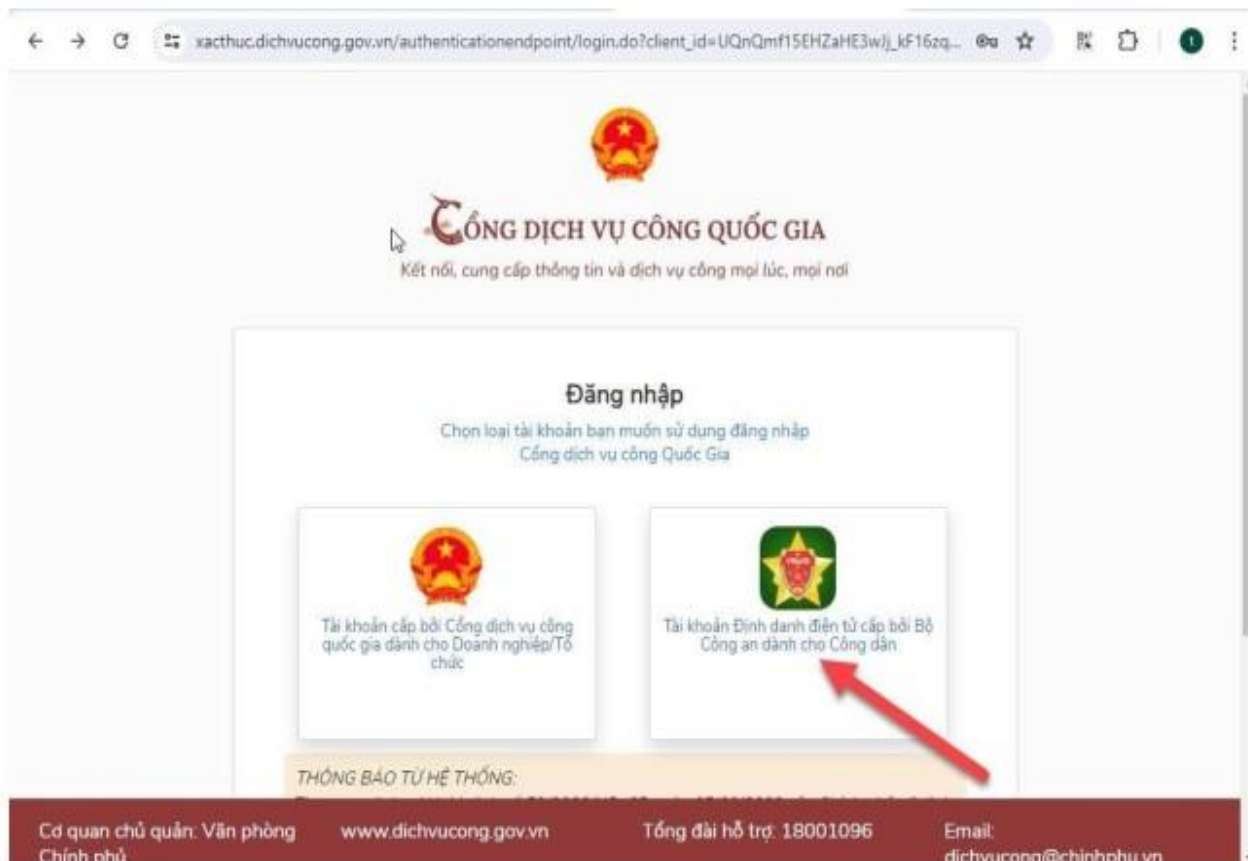 xacthuc.dichvucong.gov.vn/authenticationendpoint/login.do?client_id=UQnQmf15EHZaHE3wJj_kF16zq...
CỔNG DỊCH VỤ CÔNG QUỐC GIA
Kết nối, cung cấp thông tin và dịch vụ công mọi lúc, mọi nơi
Đăng nhập
Chọn loại tài khoản bạn muốn sử dụng đăng nhập
Cổng dịch vụ công Quốc Gia
Tài khoản cấp bởi Cổng dịch vụ công
quốc gia dành cho Doanh nghiệp/Tổ
chức
Tài khoản Định danh điện tử cấp bởi Bộ
Công an dành cho Công dân
THÔNG BÁO TỪ HỆ THỐNG:
Cơ quan chủ quản: Văn phòng
Chính phủ
www.dichvucong.gov.vn
Tổng đài hỗ trợ: 18001096
Email:
dichvucong@chinhphu.vn